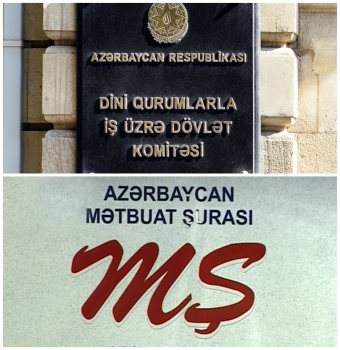 AZƏRBAYCAN RESPUBLİKASI
DİNİ QURUMLARLA
İŞ ÜZRƏ DÖVLƏT
KOMİTƏSİ
AZƏRBAYCAN
MƏTBUAT ŞURASI
MŞ